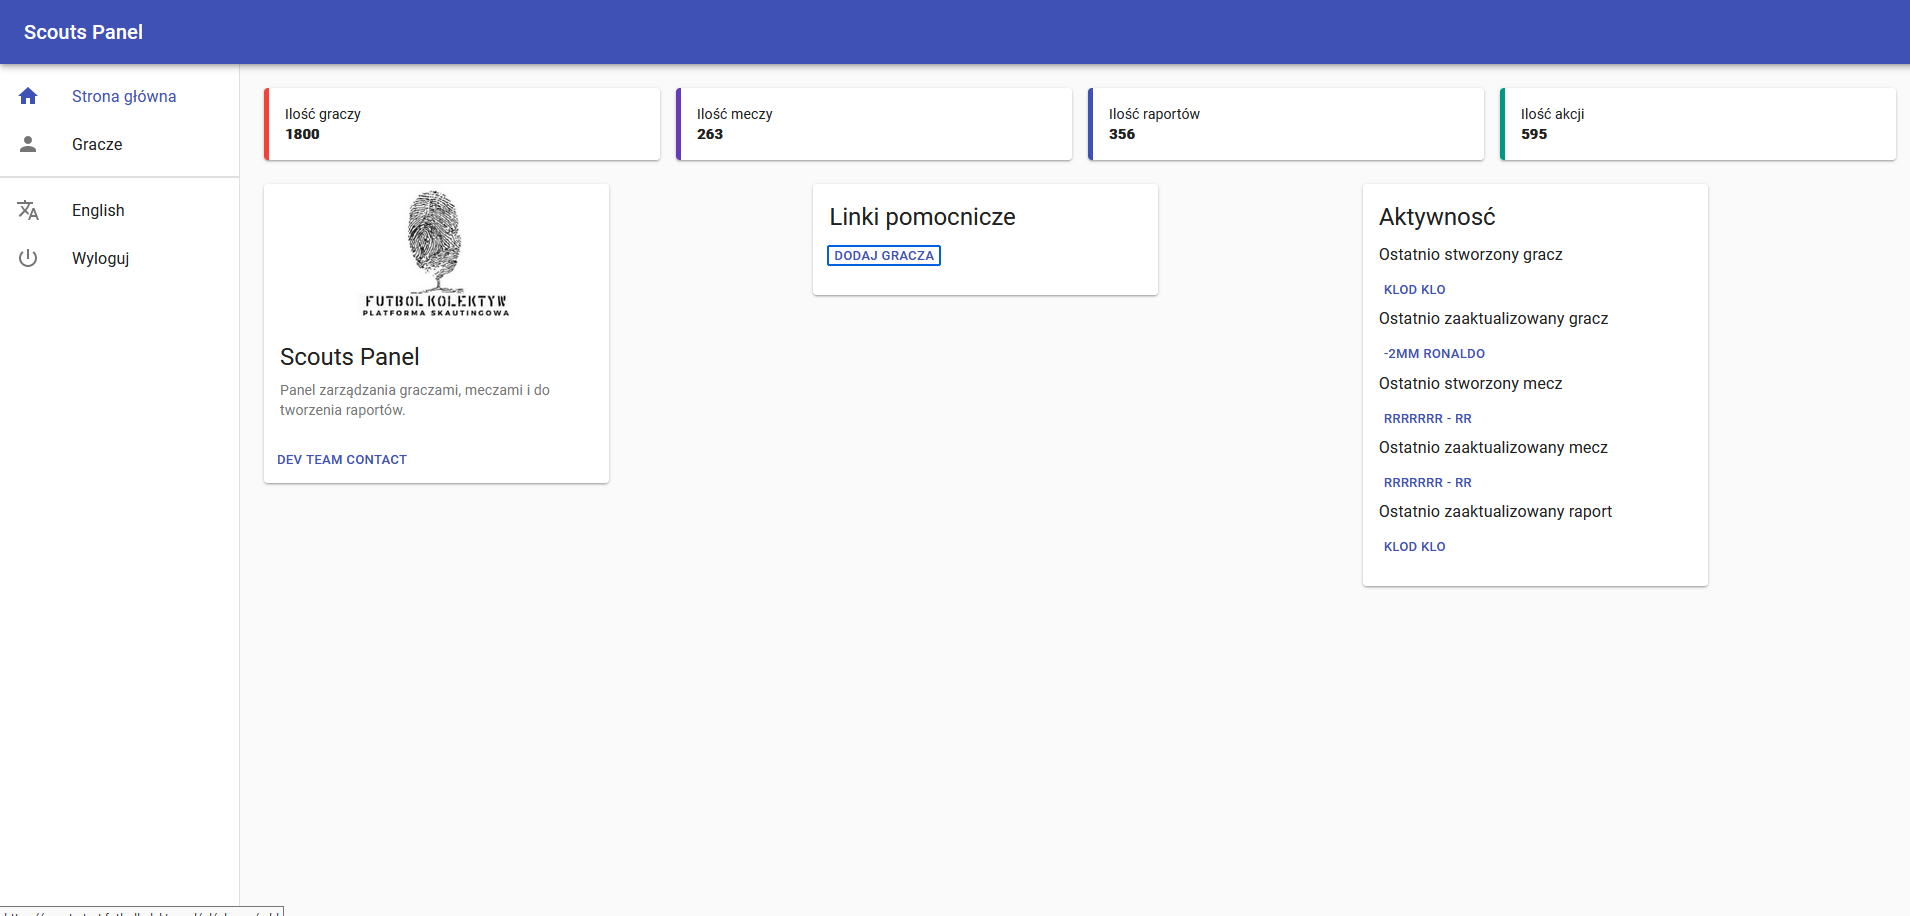 Scouts Panel
Strona główna
Gracze
English
Wyloguj
Ilość graczy
1800
Ilość meczy
263
Ilość raportów
356
Ilość akcji
595
FUTBOL KOLEKTYW
PLATFORMA SKAUTINGOWA
Scouts Panel
Panel zarządzania graczami, meczami i do
tworzenia raportów.
DEV TEAM CONTACT
Linki pomocnicze
DODAJ GRACZA
Aktywność
Ostatnio stworzony gracz
KLOD KLO
Ostatnio zaaktualizowany gracz
-2MM RONALDO
Ostatnio stworzony mecz
RRRRRRR - RR
Ostatnio zaaktualizowany mecz
RRRRRRR - RR
Ostatnio zaaktualizowany raport
KLOD KLO